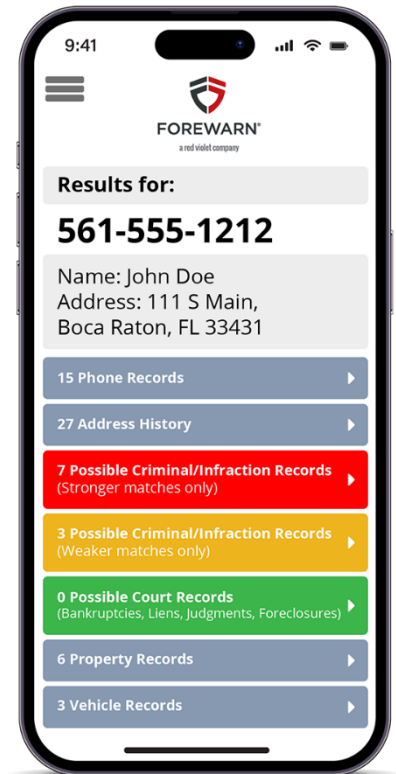 9:41
FOREWARN®
a red violet company
Results for:
561-555-1212
Name: John Doe
Address: 111 S Main,
Boca Raton, FL 33431
15 Phone Records
27 Address History
7 Possible Criminal/Infraction Records
(Stronger matches only)
3 Possible Criminal/Infraction Records
(Weaker matches only)
0 Possible Court Records
(Bankruptcies, Liens, Judgments, Foreclosures)
6 Property Records
3 Vehicle Records